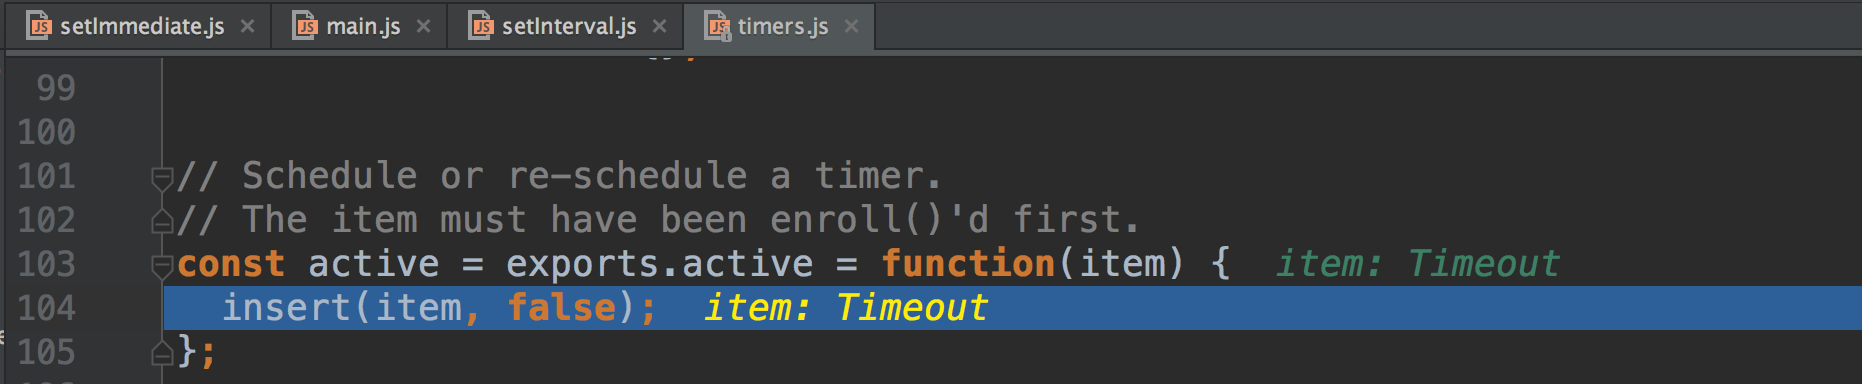 setImmediate.js main.js setInterval.js timers.js
99
100
101 // Schedule or re-schedule a timer.
102 // The item must have been enroll()'d first.
103 const active = exports.active = function(item) { item: Timeout
104 insert(item, false); item: Timeout
105 };